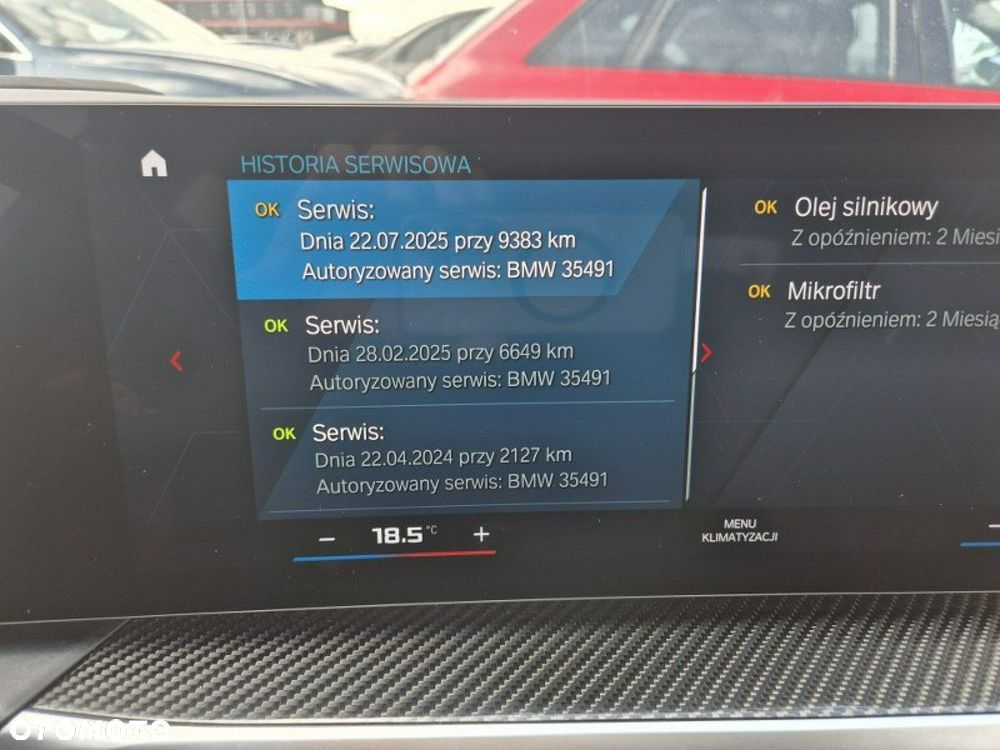 HISTORIA SERWISOWA
OK Serwis:
Dnia 22.07.2025 przy 9383 km
Autoryzowany serwis: BMW 35491
OK Serwis:
Dnia 28.02.2025 przy 6649 km
Autoryzowany serwis: BMW 35491
OK Serwis:
Dnia 22.04.2024 przy 2127 km
Autoryzowany serwis: BMW 35491
OK Olej silnikowy
Z opóźnieniem: 2 Miesi
OK Mikrofiltr
Z opóźnieniem: 2 Miesią
− 18.5 °C +
MENU
KLIMATYZACJI
OTOMOTO